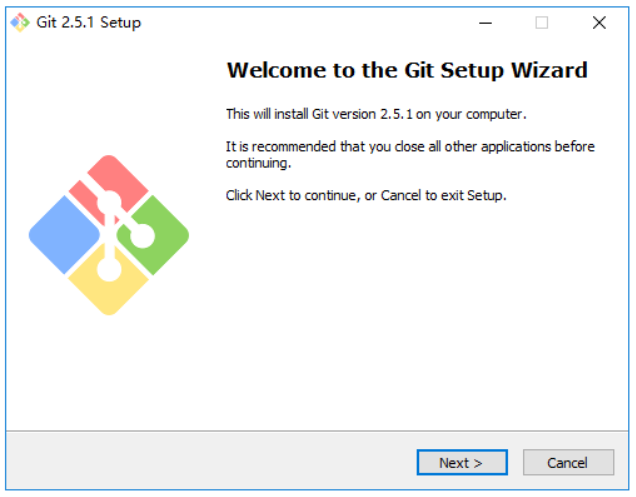 Git 2.5.1 Setup
Welcome to the Git Setup Wizard
This will install Git version 2.5.1 on your computer.
It is recommended that you close all other applications before
continuing.
Click Next to continue, or Cancel to exit Setup.
Next >
Cancel